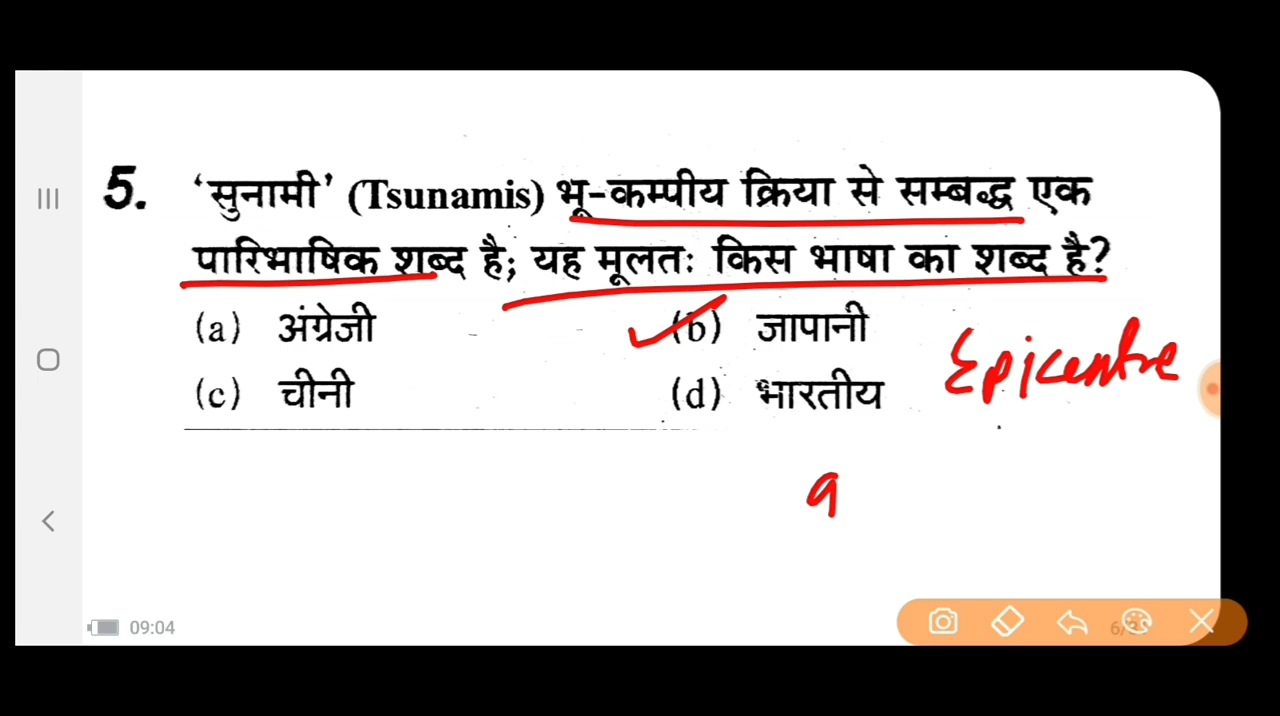 5. 'सुनामी' (Tsunamis) भू-कम्पीय क्रिया से सम्बद्ध एक
पारिभाषिक शब्द है; यह मूलतः किस भाषा का शब्द है?
(a) अंग्रेजी (b) जापानी
(c) चीनी (d) भारतीय
Epicentre
9
09:04